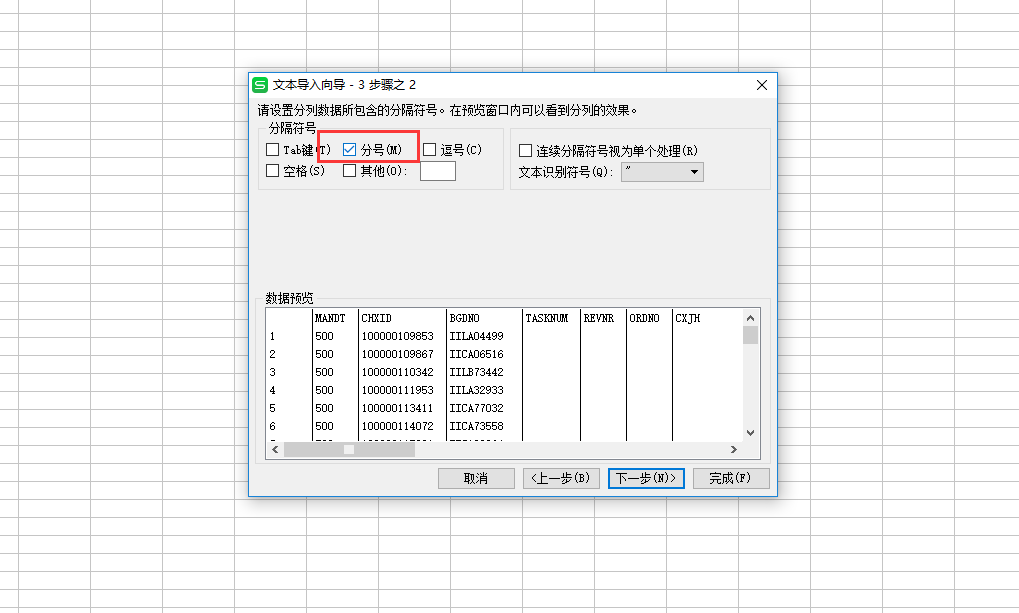 文本导入向导 - 3 步骤之 2
请设置分列数据所包含的分隔符号。在预览窗口内可以看到分列的效果。
分隔符号
Tab键(T) 分号(M) 逗号(C)
空格(S) 其他(O):
连续分隔符号视为单个处理(R)
文本识别符号(Q): "
数据预览
MANDT CHXID BGDNO TASKNUM REVNR ORDNO CXJH
1 500 100000109853 IILA04499
2 500 100000109867 IICA06516
3 500 100000110342 IILB73442
4 500 100000111953 IILA32933
5 500 100000113411 IICA77032
6 500 100000114072 IICA73558
取消 <上一步(B) 下一步(N)> 完成(F)